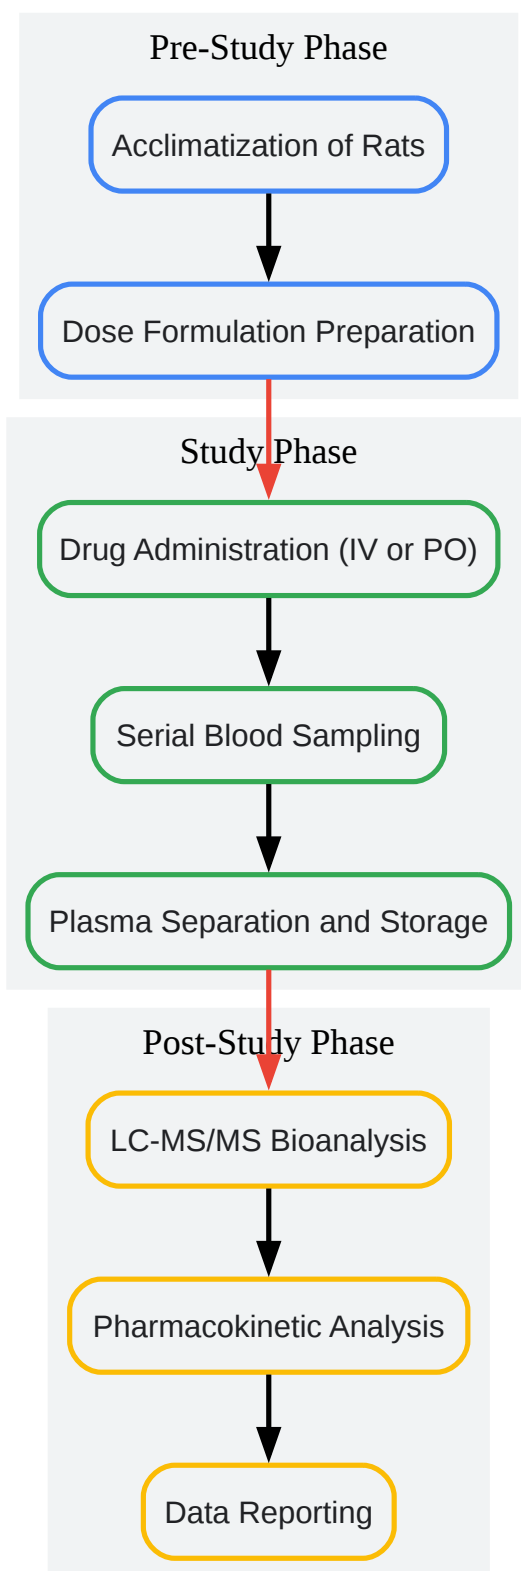 Pre-Study Phase
Acclimatization of Rats
Dose Formulation Preparation
Study Phase
Drug Administration (IV or PO)
Serial Blood Sampling
Plasma Separation and Storage
Post-Study Phase
LC-MS/MS Bioanalysis
Pharmacokinetic Analysis
Data Reporting